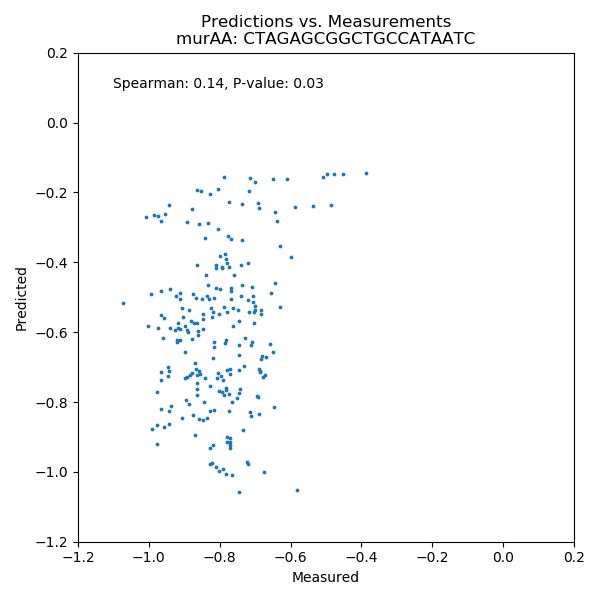 Predictions vs. Measurements
murAA: CTAGAGCGGCTGCCATAATC
Spearman: 0.14, P-value: 0.03
0.2
0.0
−0.2
−0.4
−0.6
−0.8
−1.0
−1.2
Predicted
−1.2 −1.0 −0.8 −0.6 −0.4 −0.2 0.0 0.2
Measured